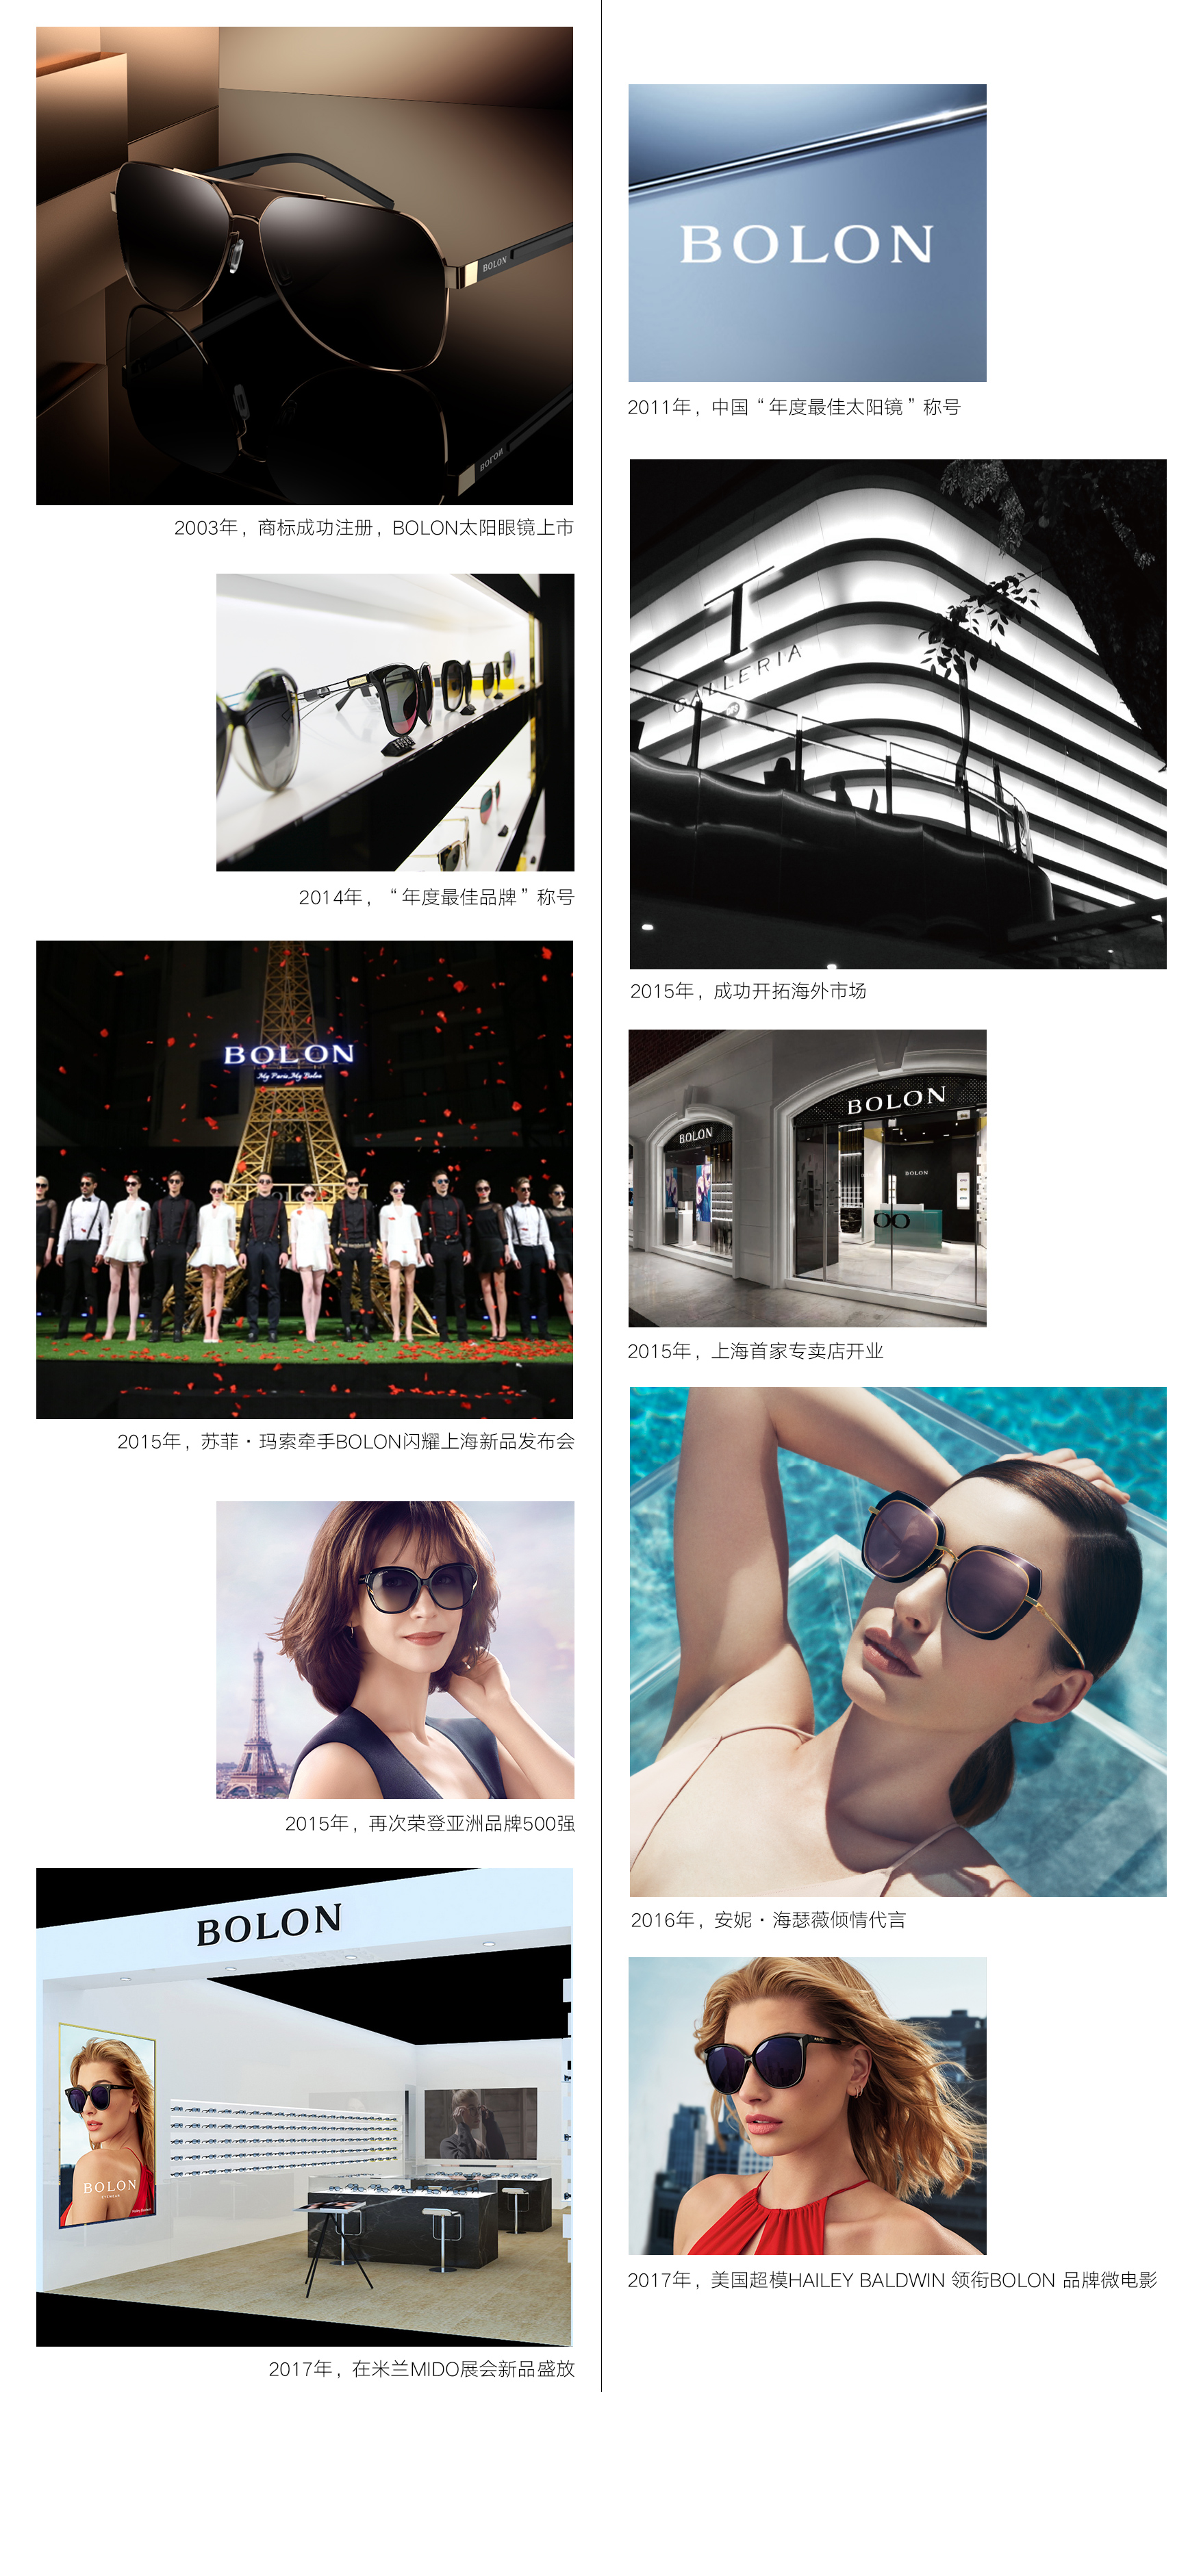 BOLON
BOLON
BOLON
2011年，中国“年度最佳太阳镜”称号
2003年，商标成功注册，BOLON太阳眼镜上市
T
GALLERIA
2014年，“年度最佳品牌”称号
2015年，成功开拓海外市场
BOLON
My Paris, My Bolon
BOLON
BOLON
BOLON
2015年，上海首家专卖店开业
2015年，苏菲·玛索牵手BOLON闪耀上海新品发布会
2015年，再次荣登亚洲品牌500强
2016年，安妮·海瑟薇倾情代言
BOLON
BOLON
2017年，美国超模HAILEY BALDWIN 领衔BOLON 品牌微电影
2017年，在米兰MIDO展会新品盛放